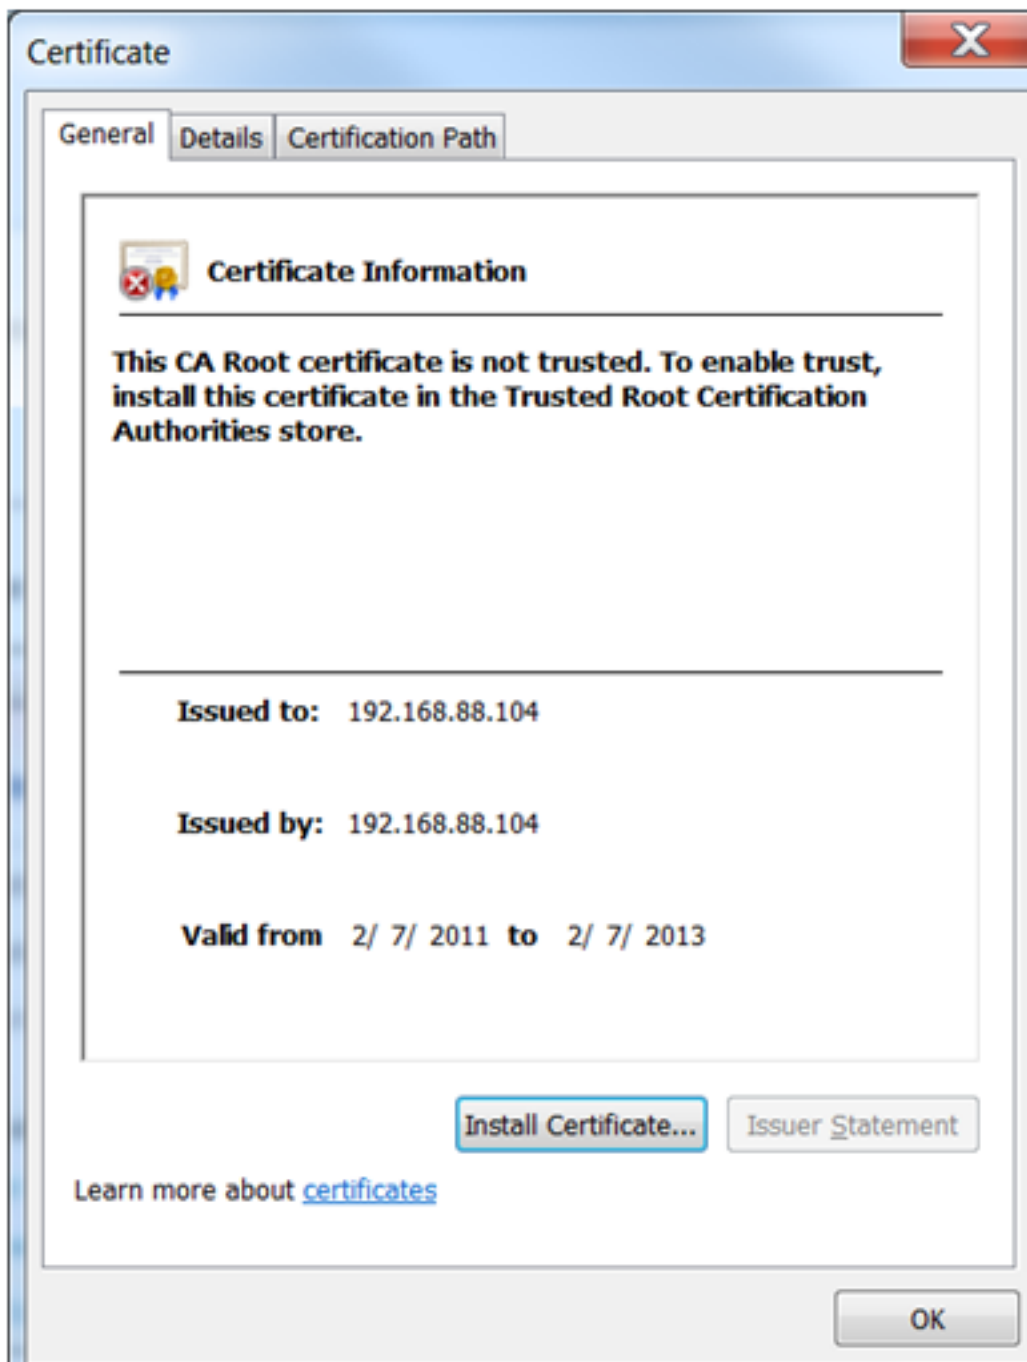 Certificate
General Details Certification Path
Certificate Information
This CA Root certificate is not trusted. To enable trust,
install this certificate in the Trusted Root Certification
Authorities store.
Issued to: 192.168.88.104
Issued by: 192.168.88.104
Valid from 2/ 7/ 2011 to 2/ 7/ 2013
Install Certificate... Issuer Statement
Learn more about certificates
OK